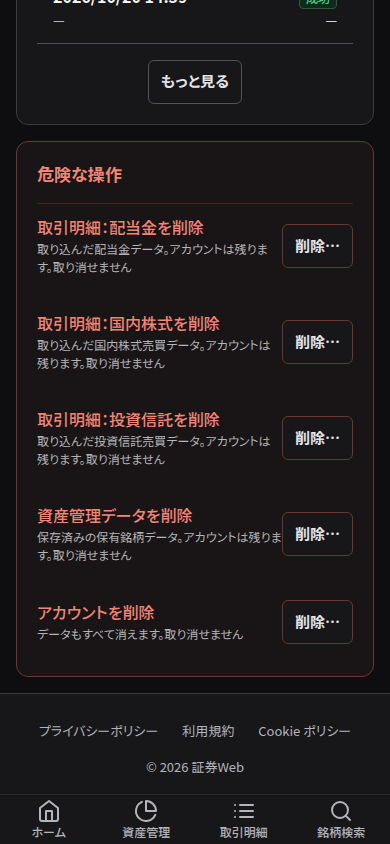 —
—
もっと見る
危険な操作
取引明細：配当金を削除
取り込んだ配当金データ。アカウントは残りま
す。取り消せません
削除…
取引明細：国内株式を削除
取り込んだ国内株式売買データ。アカウントは
残ります。取り消せません
削除…
取引明細：投資信託を削除
取り込んだ投資信託売買データ。アカウントは
残ります。取り消せません
削除…
資産管理データを削除
保存済みの保有銘柄データ。アカウントは残りま
す。取り消せません
削除…
アカウントを削除
データもすべて消えます。取り消せません
削除…
プライバシーポリシー 利用規約 Cookie ポリシー
© 2026 証券Web
ホーム 資産管理 取引明細 銘柄検索